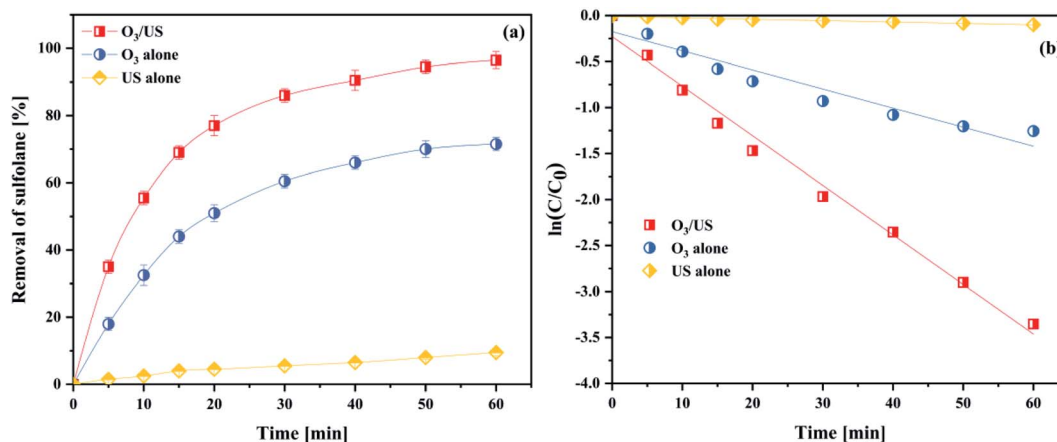 (a)
O3/US
O3 alone
US alone
Removal of sulfolane [%]
100
80
60
40
20
0
0 10 20 30 40 50 60
Time [min]
(b)
0.0
-0.5
-1.0
-1.5
-2.0
-2.5
-3.0
-3.5
-4.0
ln(C/C0)
O3/US
O3 alone
US alone
0 10 20 30 40 50 60
Time [min]